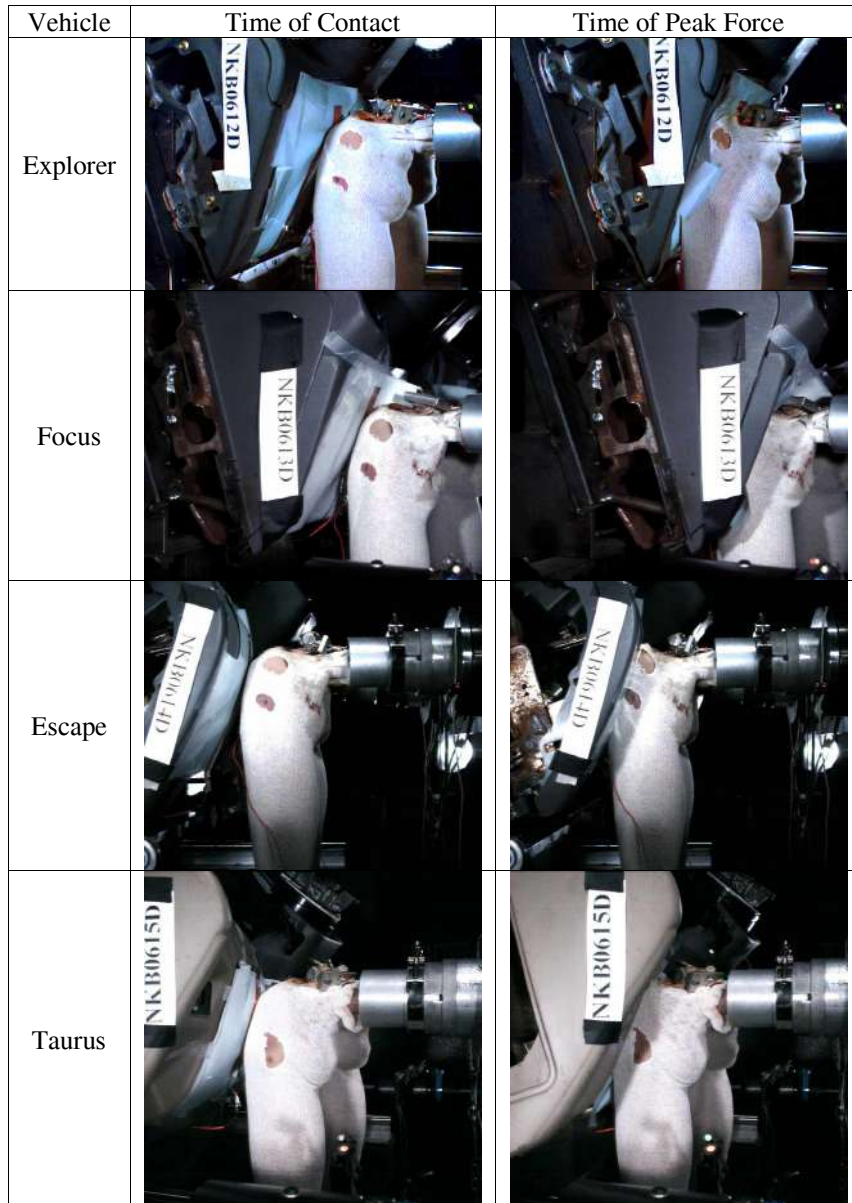 Vehicle Time of Contact Time of Peak Force
Explorer
NKB0612D
NKB0612D
Focus
NKB0613D
NKB0613D
Escape
NKB0614D
NKB0614D
Taurus
NKB0615D
NKB0615D